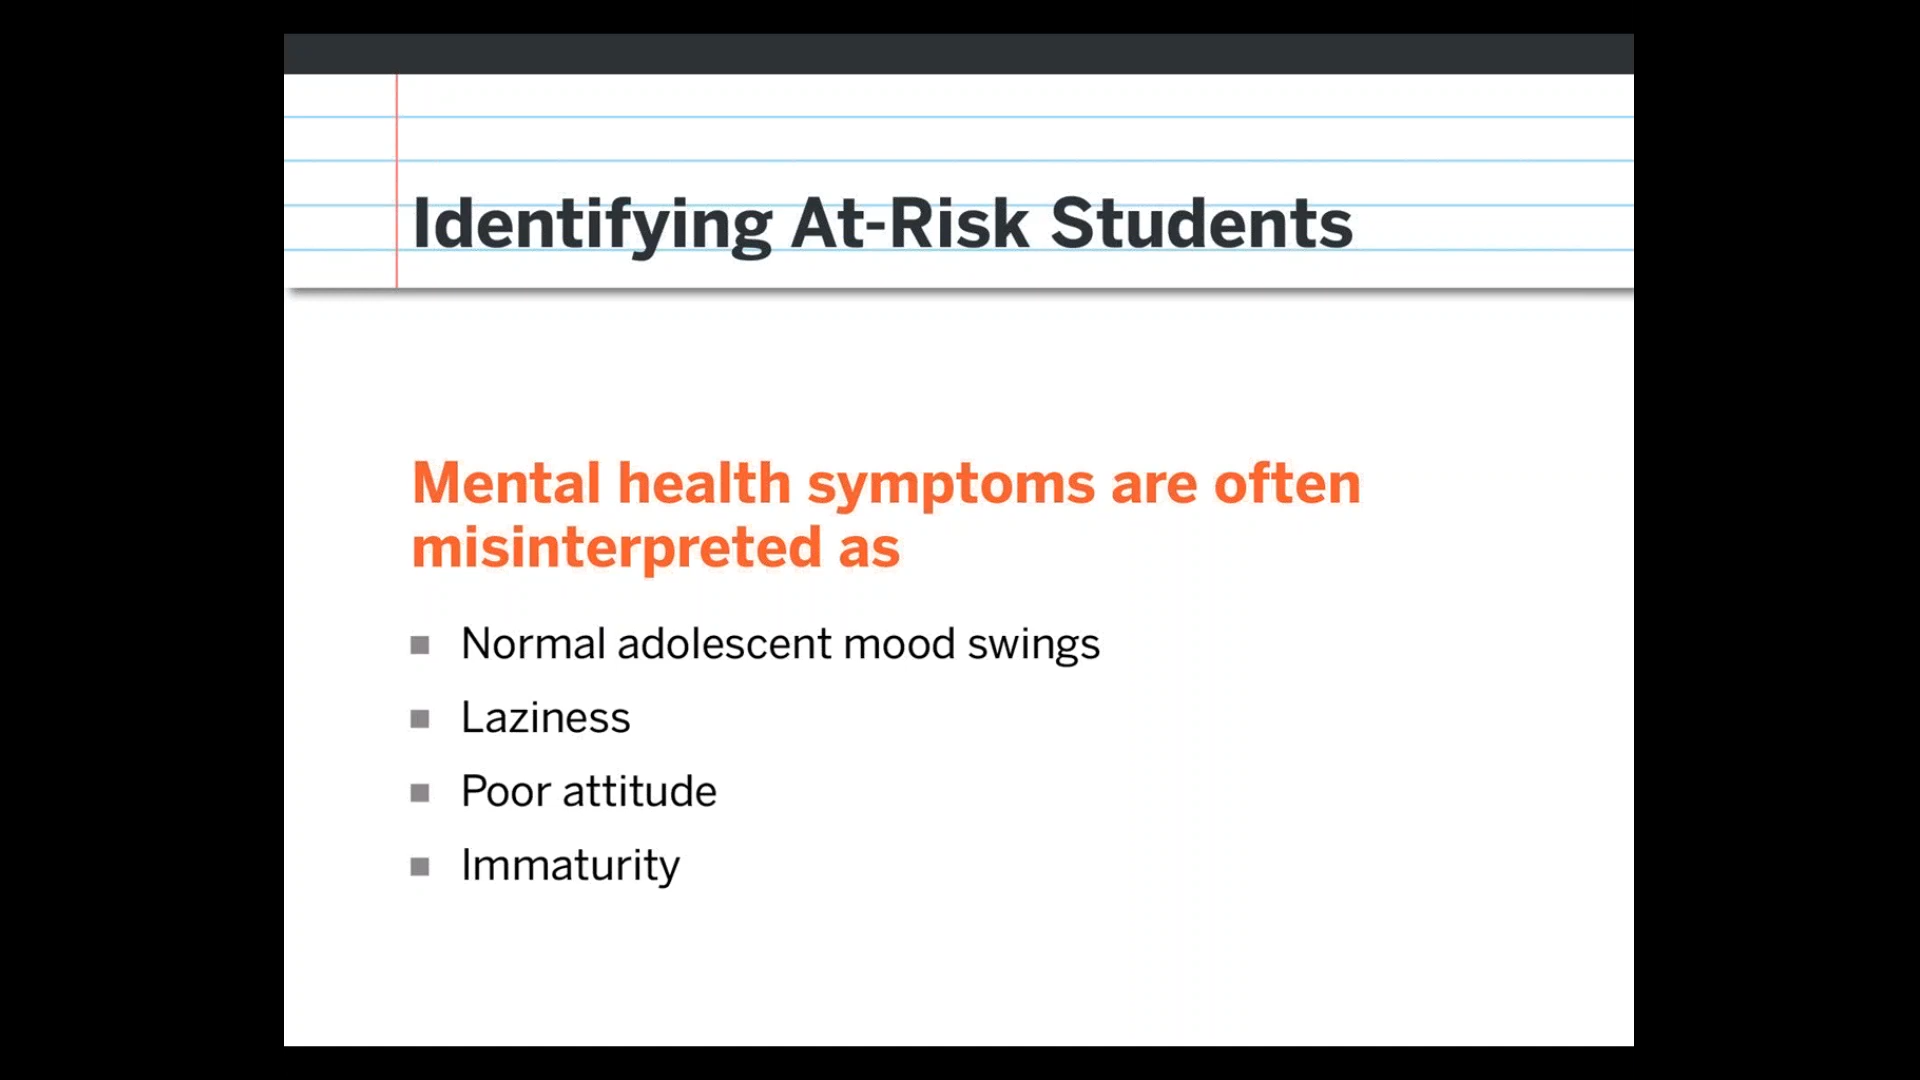 Identifying At-Risk Students
Mental health symptoms are often
misinterpreted as
Normal adolescent mood swings
Laziness
Poor attitude
Immaturity